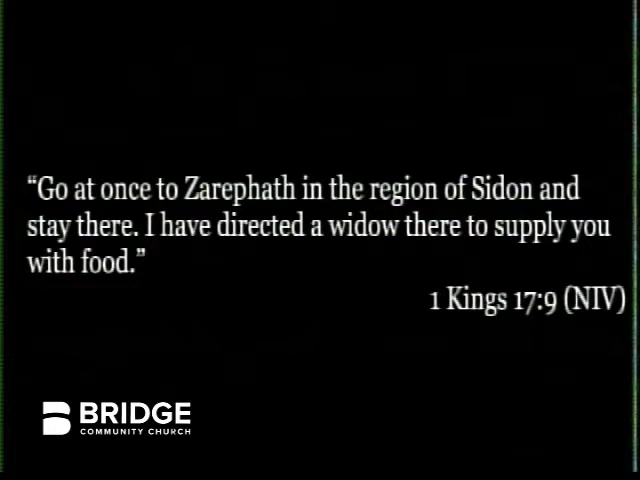 “Go at once to Zarephath in the region of Sidon and
stay there. I have directed a widow there to supply you
with food.”
1 Kings 17:9 (NIV)
BRIDGE
COMMUNITY CHURCH